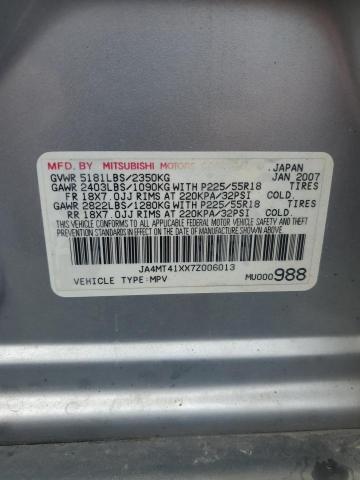 MFD. BY MITSUBISHI MOTORS JAPAN
GVWR 5181LBS/2350KG JAN 2007
GAWR 2403LBS/1090KG WITH P225/55R18 TIRES
FR 18X7.0JJ RIMS AT 220KPA/32PSI COLD.
GAWR 2822LBS/1280KG WITH P225/55R18 TIRES
RR 18X7.0JJ RIMS AT 220KPA/32PSI COLD.
THIS VEHICLE CONFORMS TO ALL APPLICABLE
FEDERAL MOTOR VEHICLE SAFETY AND
THEFT PREVENTION STANDARDS IN EFFECT ON
THE DATE OF MANUFACTURE SHOWN ABOVE.
JA4MT41XX7Z006013
VEHICLE TYPE:MPV MU000988